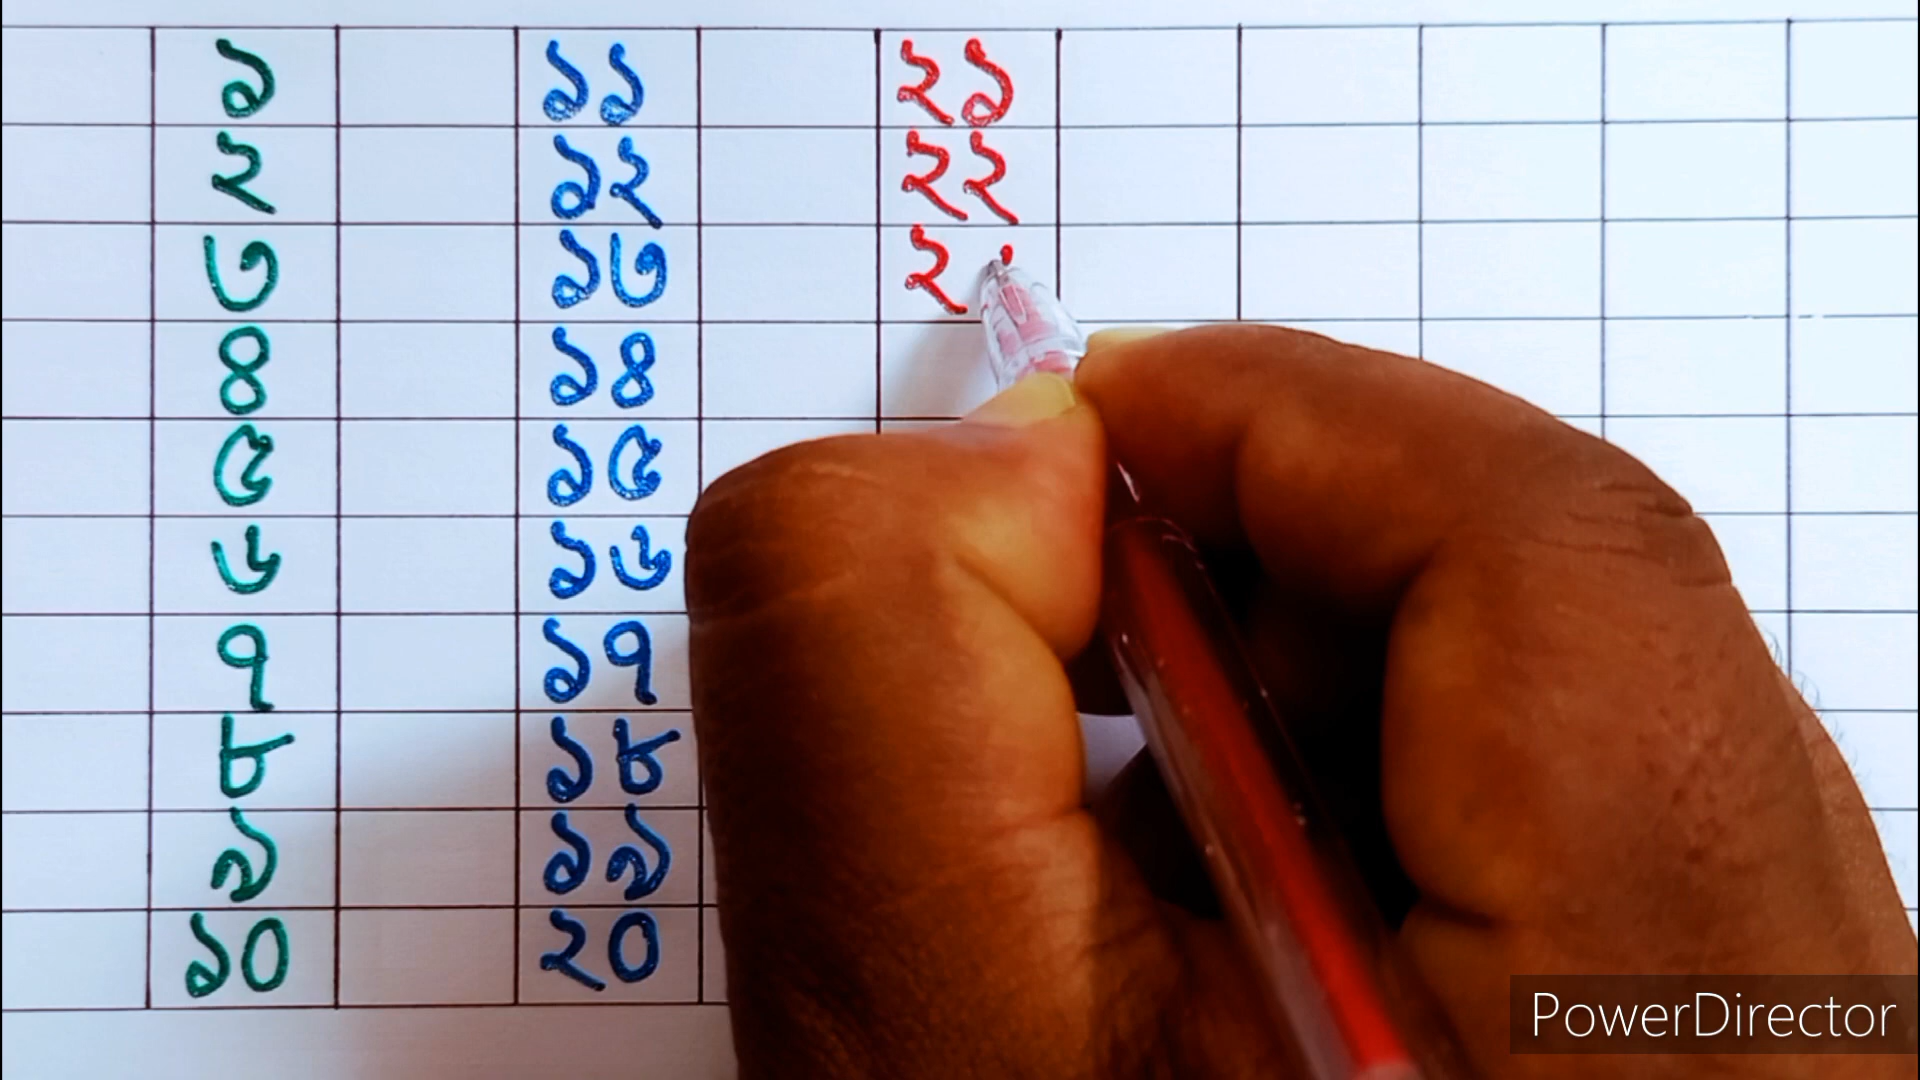 ১ ১১ ২১
২ ১২ ২২
৩ ১৩ ২
৪ ১৪
৫ ১৫
৬ ১৬
৭ ১৭
৮ ১৮
৯ ১৯
১০ ২০
PowerDirector